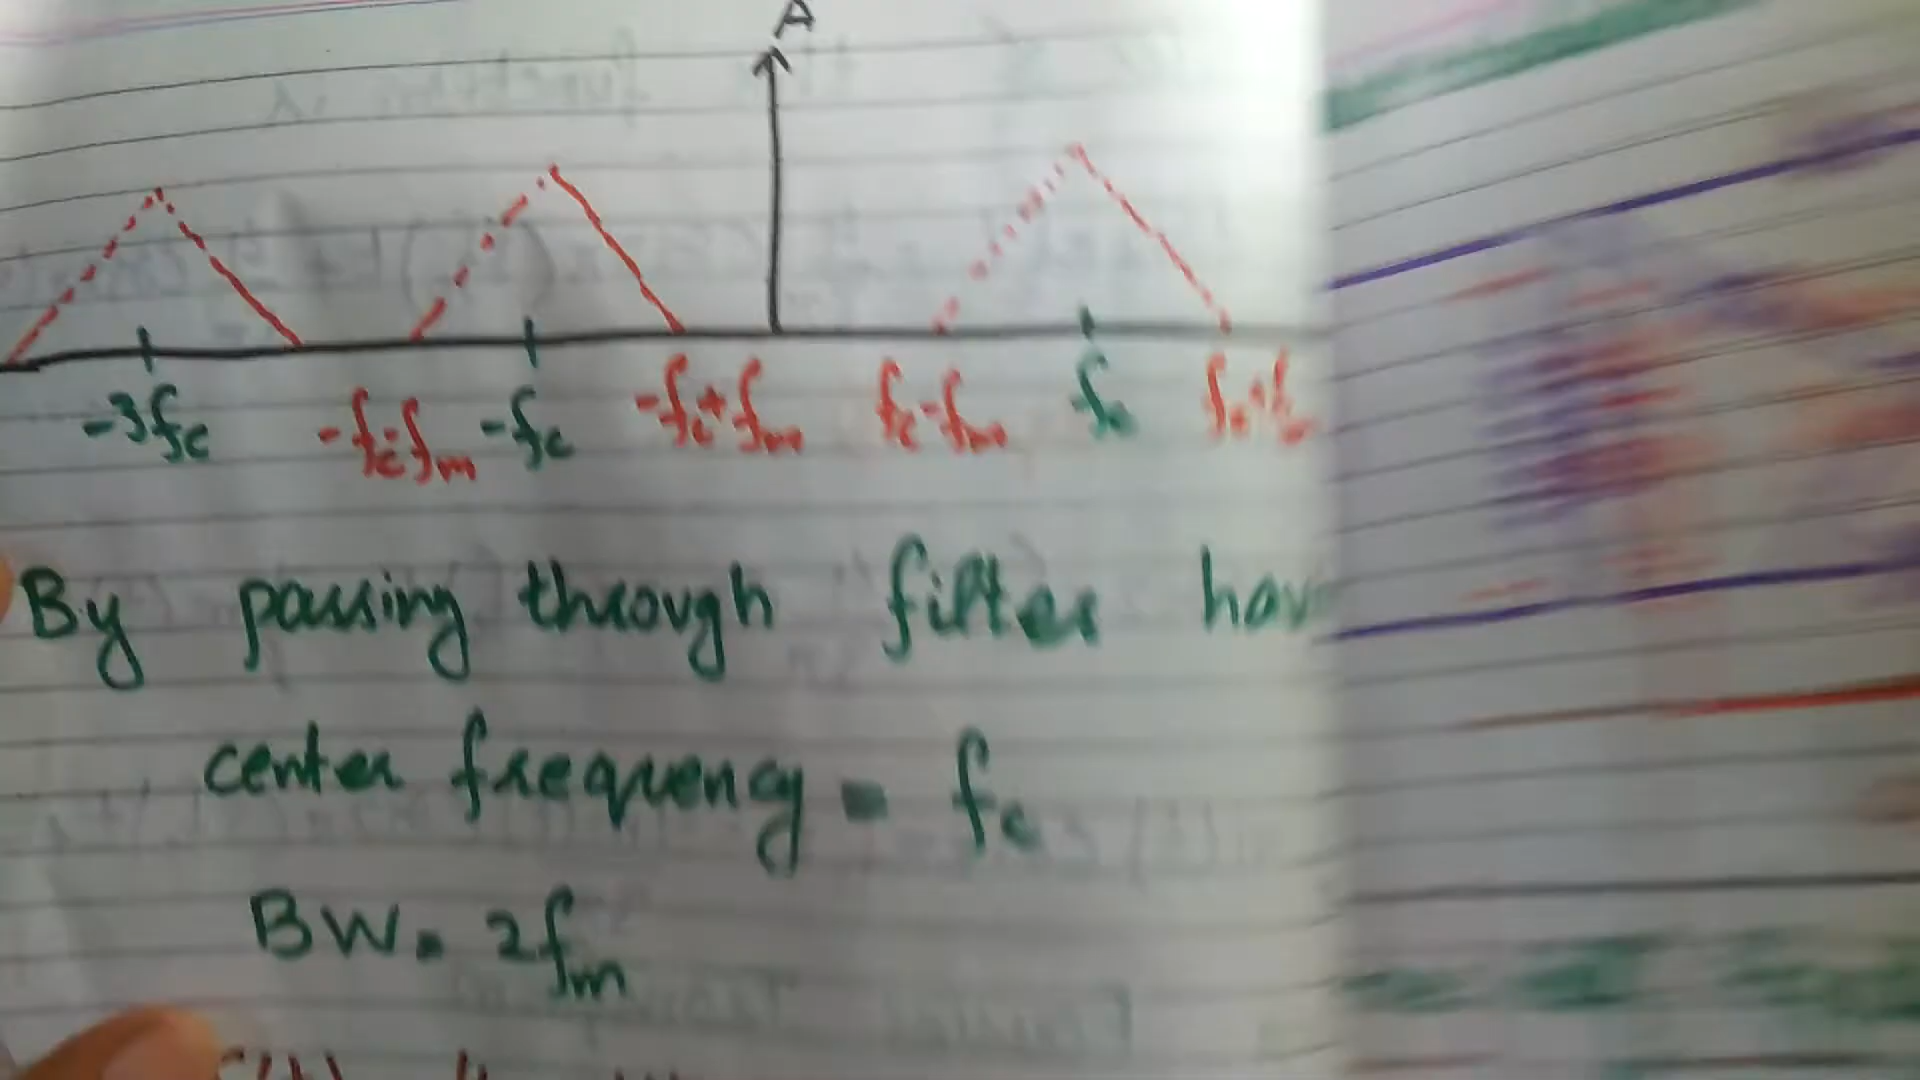 A
-3fc -fc-fm -fc -fc+fm fc-fm fc fc+fm
By passing through filter hav
center frequency = fc
BW = 2fm